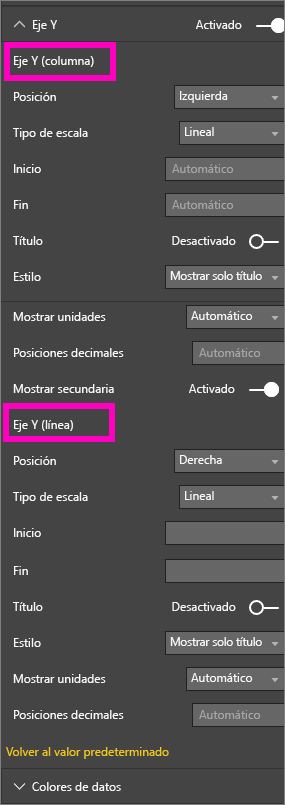 Eje Y Activado
Eje Y (columna)
Posición Izquierda
Tipo de escala Lineal
Inicio Automático
Fin Automático
Título Desactivado
Estilo Mostrar solo título
Mostrar unidades Automático
Posiciones decimales Automático
Mostrar secundaria Activado
Eje Y (línea)
Posición Derecha
Tipo de escala Lineal
Inicio
Fin
Título Desactivado
Estilo Mostrar solo título
Mostrar unidades Automático
Posiciones decimales Automático
Volver al valor predeterminado
Colores de datos